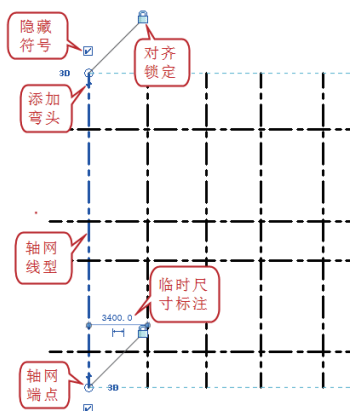 隐藏
符号
对齐
锁定
3D
添加
弯头
轴网
线型
临时尺
寸标注
3400.0
轴网
端点
3D